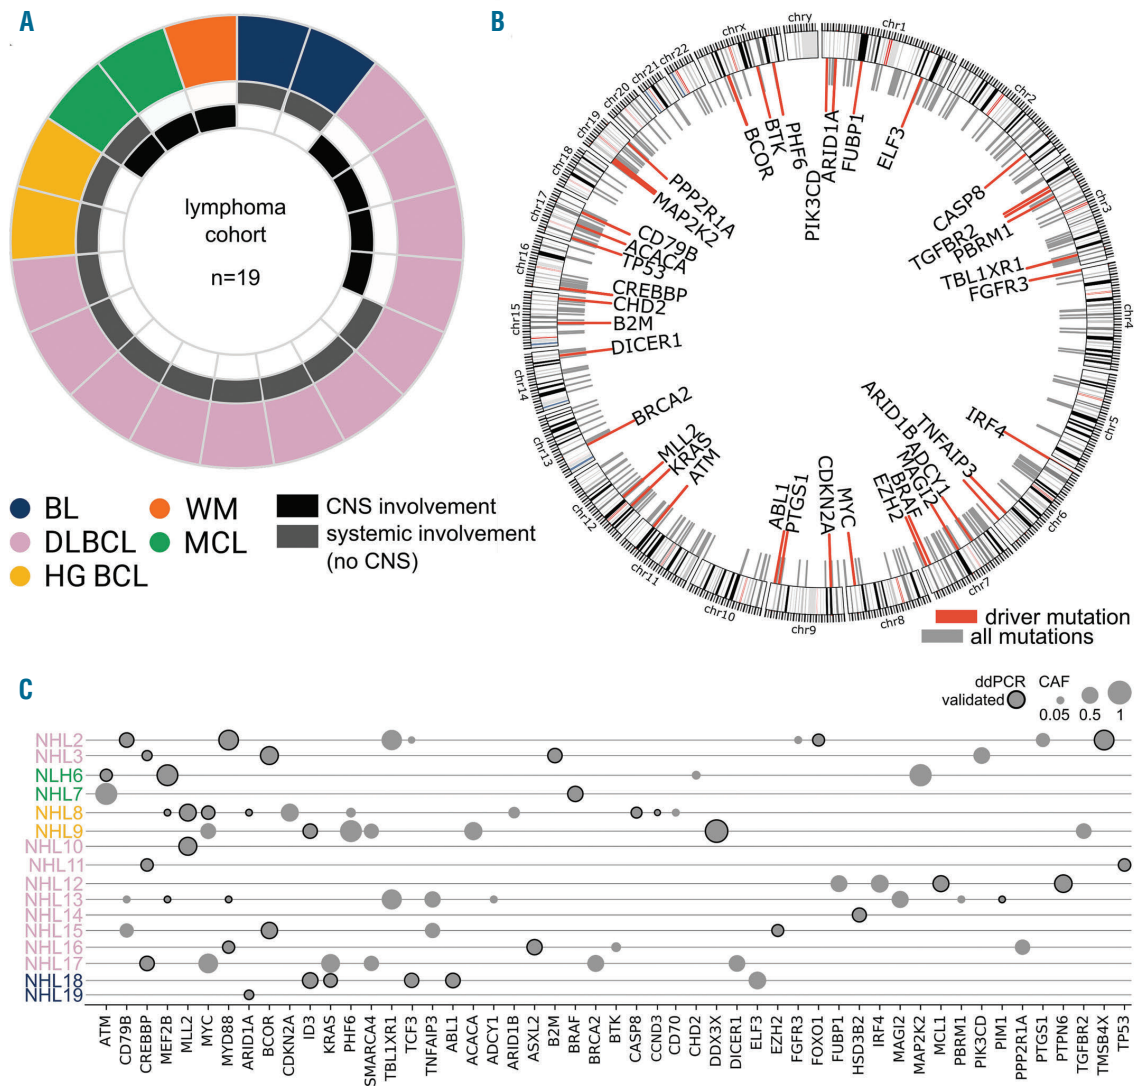 A
lymphoma
cohort
n=19
BL
DLBCL
HG BCL
WM
MCL
CNS involvement
systemic involvement
(no CNS)
B
chr1
chr2
chr3
chr4
chr5
chr6
chr7
chr8
chr9
chr10
chr11
chr12
chr13
chr14
chr15
chr16
chr17
chr18
chr19
chr20
chr21
chr22
chrx
chry
PIK3CD
ARID1A
FUBP1
ELF3
CASP8
TGFBR2
PBRM1
TBL1XR1
FGFR3
IRF4
TNFAIP3
ARID1B
ADCY1
MAGI2
BRAF
EZH2
MYC
CDKN2A
PTGS1
ABL1
ATM
KRAS
MLL2
BRCA2
DICER1
B2M
CHD2
CREBBP
TP53
ACACA
CD79B
MAP2K2
PPP2R1A
BCOR
BTK
PHF6
driver mutation
all mutations
C
ddPCR
validated
CAF
0.05 0.5 1
NHL2
NHL3
NLH6
NHL7
NHL8
NHL9
NHL10
NHL11
NHL12
NHL13
NHL14
NHL15
NHL16
NHL17
NHL18
NHL19
ATM
CD79B
CREBBP
MEF2B
MLL2
MYC
MYD88
ARID1A
BCOR
CDKN2A
ID3
KRAS
PHF6
SMARCA4
TBL1XR1
TCF3
TNFAIP3
ABL1
ACACA
ADCY1
ARID1B
ASXL2
B2M
BRAF
BRCA2
BTK
CASP8
CCND3
CD70
CHD2
DDX3X
DICER1
ELF3
EZH2
FGFR3
FOXO1
FUBP1
HSD3B2
IRF4
MAGI2
MAP2K2
MCL1
PBRM1
PIK3CD
PIM1
PPP2R1A
PTGS1
PTPN6
TGFBR2
TMSB4X
TP53